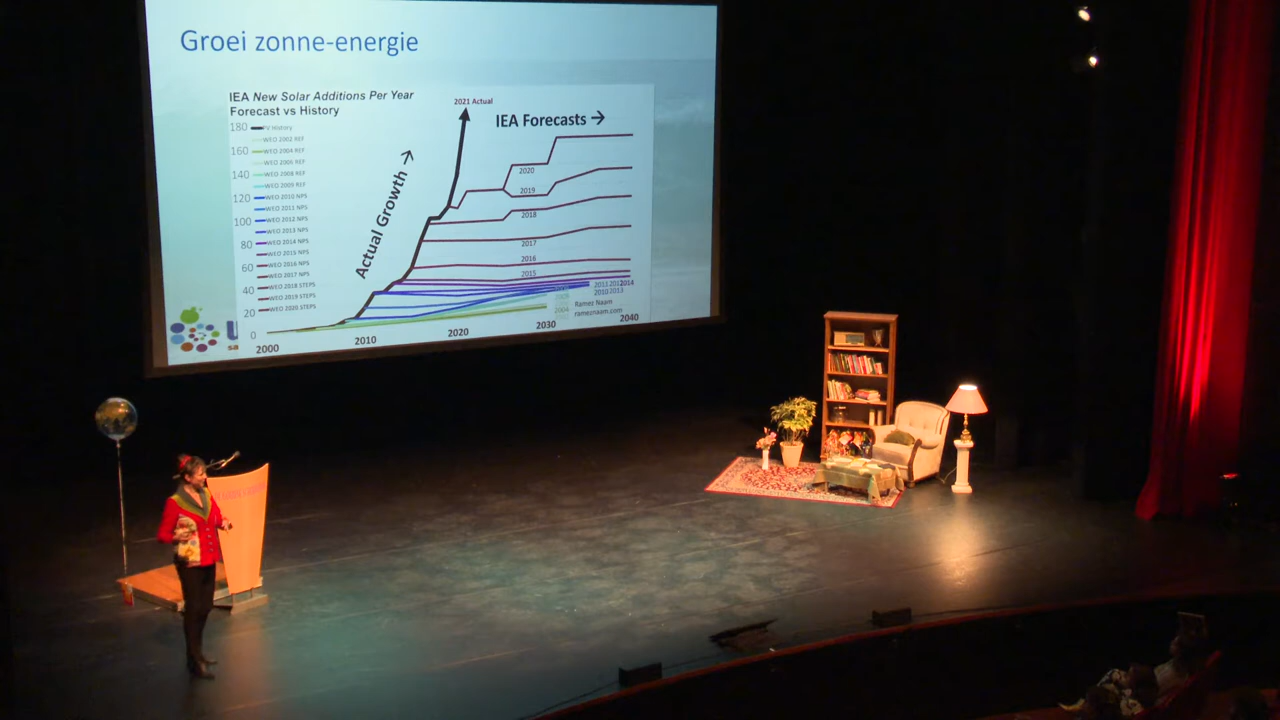 Groei zonne-energie
IEA New Solar Additions Per Year
Forecast vs History
2021 Actual
IEA Forecasts →
Actual Growth →
180
160
140
120
100
80
60
40
20
0
PV History
WEO 2002 REF
WEO 2004 REF
WEO 2006 REF
WEO 2008 REF
WEO 2009 REF
WEO 2010 NPS
WEO 2011 NPS
WEO 2012 NPS
WEO 2013 NPS
WEO 2014 NPS
WEO 2015 NPS
WEO 2016 NPS
WEO 2017 NPS
WEO 2018 STEPS
WEO 2019 STEPS
WEO 2020 STEPS
2020
2019
2018
2017
2016
2015
2014
2013
Ramez Naam
rameznaam.com
2000
2010
2020
2030
2040